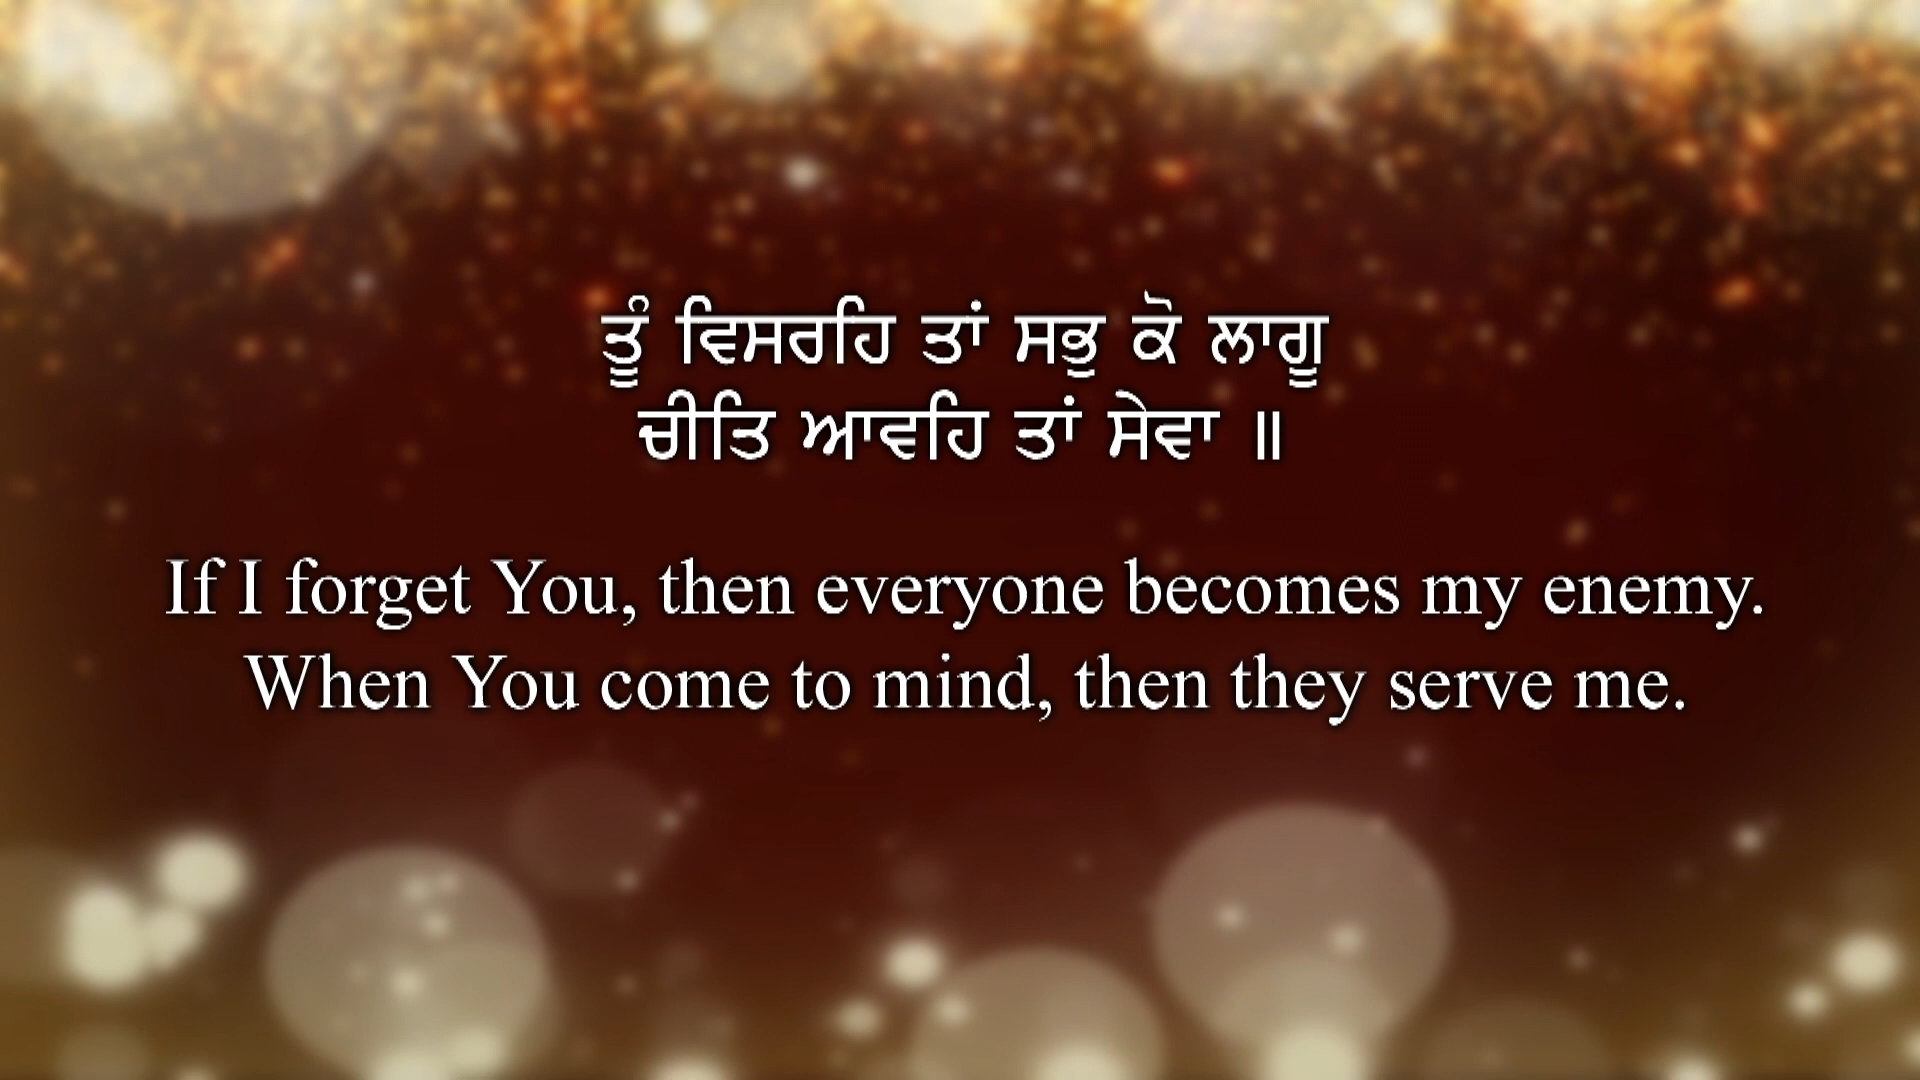 ਤੂੰ ਵਿਸਰਹਿ ਤਾਂ ਸਭੁ ਕੋ ਲਾਗੂ
ਚੀਤਿ ਆਵਹਿ ਤਾਂ ਸੇਵਾ ॥
If I forget You, then everyone becomes my enemy.
When You come to mind, then they serve me.